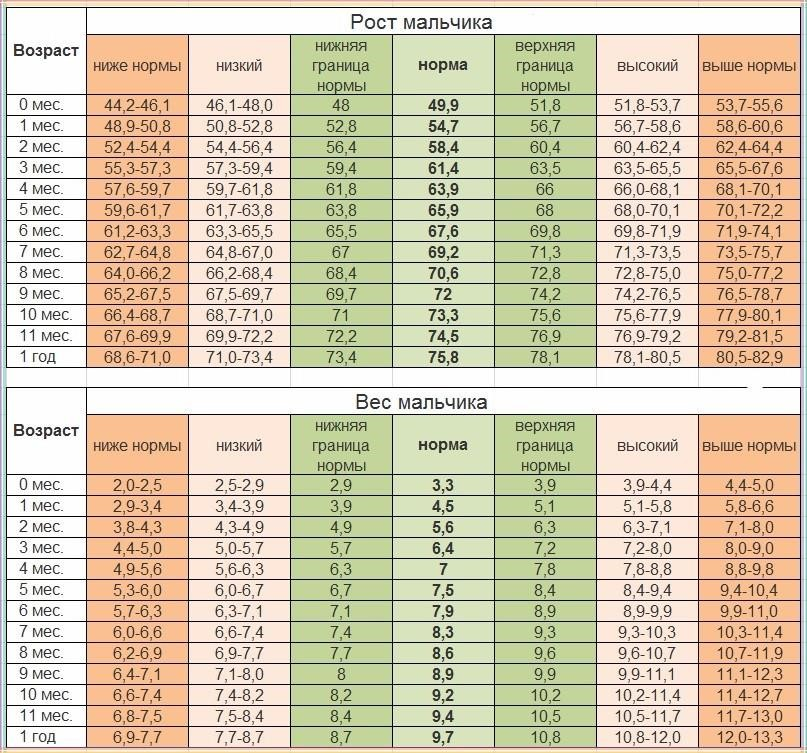 Рост мальчика
Возраст ниже нормы низкий нижняя граница нормы норма верхняя граница нормы высокий выше нормы
0 мес. 44,2-46,1 46,1-48,0 48 49,9 51,8 51,8-53,7 53,7-55,6
1 мес. 48,9-50,8 50,8-52,8 52,8 54,7 56,7 56,7-58,6 58,6-60,6
2 мес. 52,4-54,4 54,4-56,4 56,4 58,4 60,4 60,4-62,4 62,4-64,4
3 мес. 55,3-57,3 57,3-59,4 59,4 61,4 63,5 63,5-65,5 65,5-67,6
4 мес. 57,6-59,7 59,7-61,8 61,8 63,9 66 66,0-68,1 68,1-70,1
5 мес. 59,6-61,7 61,7-63,8 63,8 65,9 68 68,0-70,1 70,1-72,2
6 мес. 61,2-63,3 63,3-65,5 65,5 67,6 69,8 69,8-71,9 71,9-74,1
7 мес. 62,7-64,8 64,8-67,0 67 69,2 71,3 71,3-73,5 73,5-75,7
8 мес. 64,0-66,2 66,2-68,4 68,4 70,6 72,8 72,8-75,0 75,0-77,2
9 мес. 65,2-67,5 67,5-69,7 69,7 72 74,2 74,2-76,5 76,5-78,7
10 мес. 66,4-68,7 68,7-71,0 71 73,3 75,6 75,6-77,9 77,9-80,1
11 мес. 67,6-69,9 69,9-72,2 72,2 74,5 76,9 76,9-79,2 79,2-81,5
1 год 68,6-71,0 71,0-73,4 73,4 75,8 78,1 78,1-80,5 80,5-82,9
Вес мальчика
Возраст ниже нормы низкий нижняя граница нормы норма верхняя граница нормы высокий выше нормы
0 мес. 2,0-2,5 2,5-2,9 2,9 3,3 3,9 3,9-4,4 4,4-5,0
1 мес. 2,9-3,4 3,4-3,9 3,9 4,5 5,1 5,1-5,8 5,8-6,6
2 мес. 3,8-4,3 4,3-4,9 4,9 5,6 6,3 6,3-7,1 7,1-8,0
3 мес. 4,4-5,0 5,0-5,7 5,7 6,4 7,2 7,2-8,0 8,0-9,0
4 мес. 4,9-5,6 5,6-6,3 6,3 7 7,8 7,8-8,8 8,8-9,8
5 мес. 5,3-6,0 6,0-6,7 6,7 7,5 8,4 8,4-9,4 9,4-10,4
6 мес. 5,7-6,3 6,3-7,1 7,1 7,9 8,9 8,9-9,9 9,9-11,0
7 мес. 6,0-6,6 6,6-7,4 7,4 8,3 9,3 9,3-10,3 10,3-11,4
8 мес. 6,2-6,9 6,9-7,7 7,7 8,6 9,6 9,6-10,7 10,7-11,9
9 мес. 6,4-7,1 7,1-8,0 8 8,9 9,9 9,9-11,1 11,1-12,3
10 мес. 6,6-7,4 7,4-8,2 8,2 9,2 10,2 10,2-11,4 11,4-12,7
11 мес. 6,8-7,5 7,5-8,4 8,4 9,4 10,5 10,5-11,7 11,7-13,0
1 год 6,9-7,7 7,7-8,7 8,7 9,7 10,8 10,8-12,0 12,0-13,3